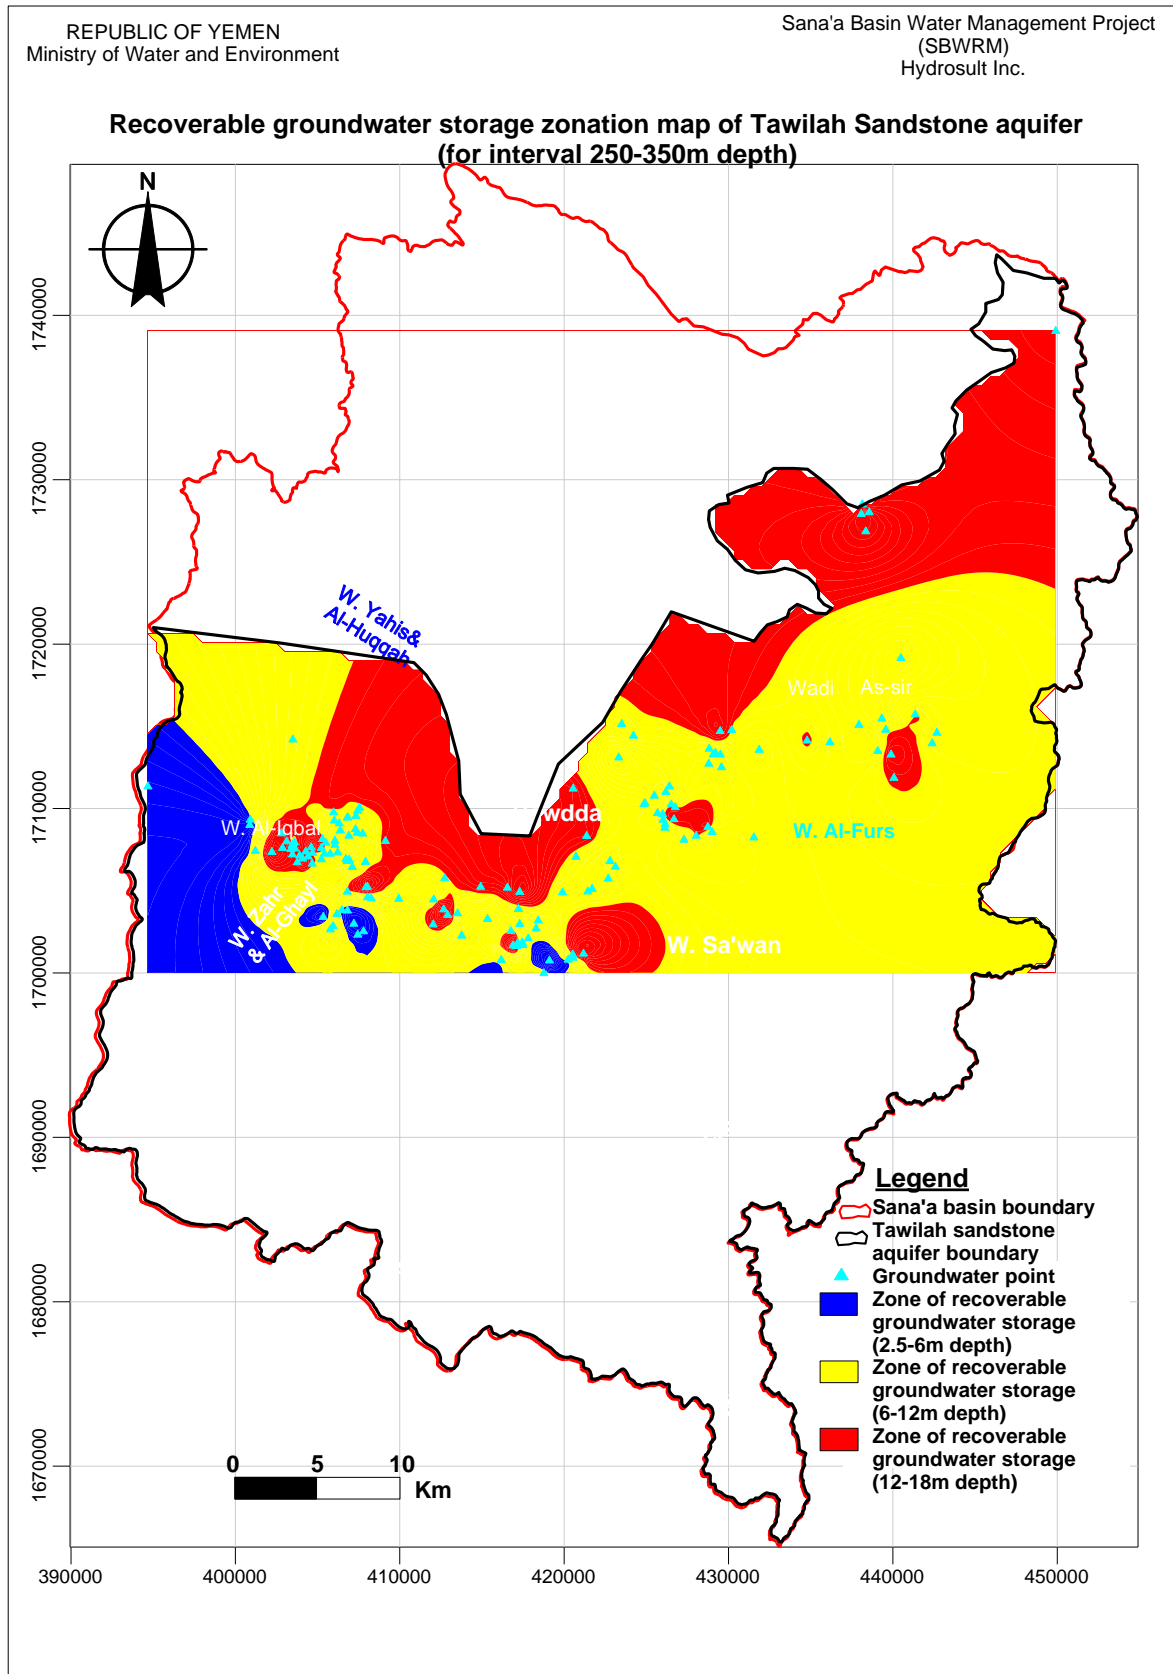 REPUBLIC OF YEMEN
Ministry of Water and Environment
Sana'a Basin Water Management Project
(SBWRM)
Hydrosult Inc.
Recoverable groundwater storage zonation map of Tawilah Sandstone aquifer
(for interval 250-350m depth)
N
1740000
1730000
1720000
1710000
1700000
1690000
1680000
1670000
W. Yahis&
Al-Huqqah
Wadi As-sir
wdda
W. Al-Iqbal
W. Al-Furs
W. Zahr
& Al-Ghayl
W. Sa'wan
Legend
Sana'a basin boundary
Tawilah sandstone
aquifer boundary
Groundwater point
Zone of recoverable
groundwater storage
(2.5-6m depth)
Zone of recoverable
groundwater storage
(6-12m depth)
Zone of recoverable
groundwater storage
(12-18m depth)
0 5 10
Km
390000 400000 410000 420000 430000 440000 450000